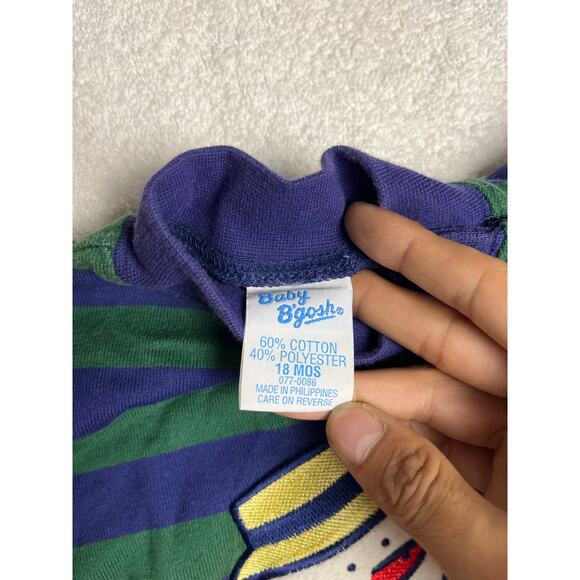 Baby
B'gosh®
60% COTTON
40% POLYESTER
18 MOS
077-0086
MADE IN PHILIPPINES
CARE ON REVERSE